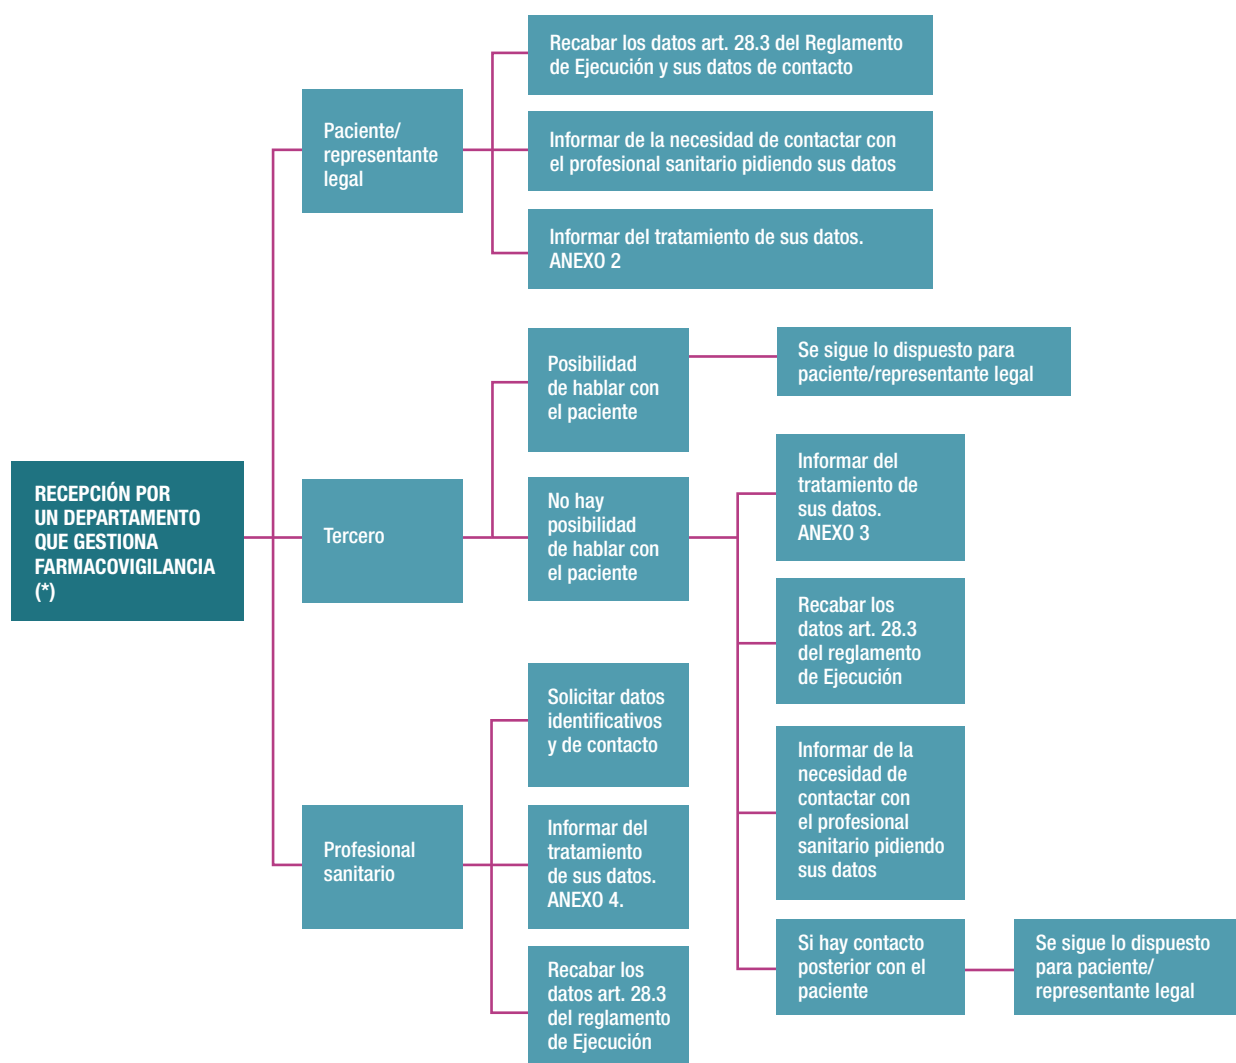 Recabar los datos art. 28.3 del Reglamento
de Ejecución y sus datos de contacto
Paciente/
representante
legal
Informar de la necesidad de contactar con
el profesional sanitario pidiendo sus datos
Informar del tratamiento de sus datos.
ANEXO 2
Posibilidad
de hablar con
el paciente
Se sigue lo dispuesto para
paciente/representante legal
RECEPCIÓN POR
UN DEPARTAMENTO
QUE GESTIONA
FARMACOVIGILANCIA
(*)
Tercero
No hay
posibilidad
de hablar con
el paciente
Informar del
tratamiento de
sus datos.
ANEXO 3
Recabar los
datos art. 28.3
del reglamento
de Ejecución
Informar de la
necesidad de
contactar con
el profesional
sanitario pidiendo
sus datos
Si hay contacto
posterior con el
paciente
Se sigue lo dispuesto
para paciente/
representante legal
Profesional
sanitario
Solicitar datos
identificativos
y de contacto
Informar del
tratamiento
de sus datos.
ANEXO 4.
Recabar los
datos art. 28.3
del reglamento
de Ejecución